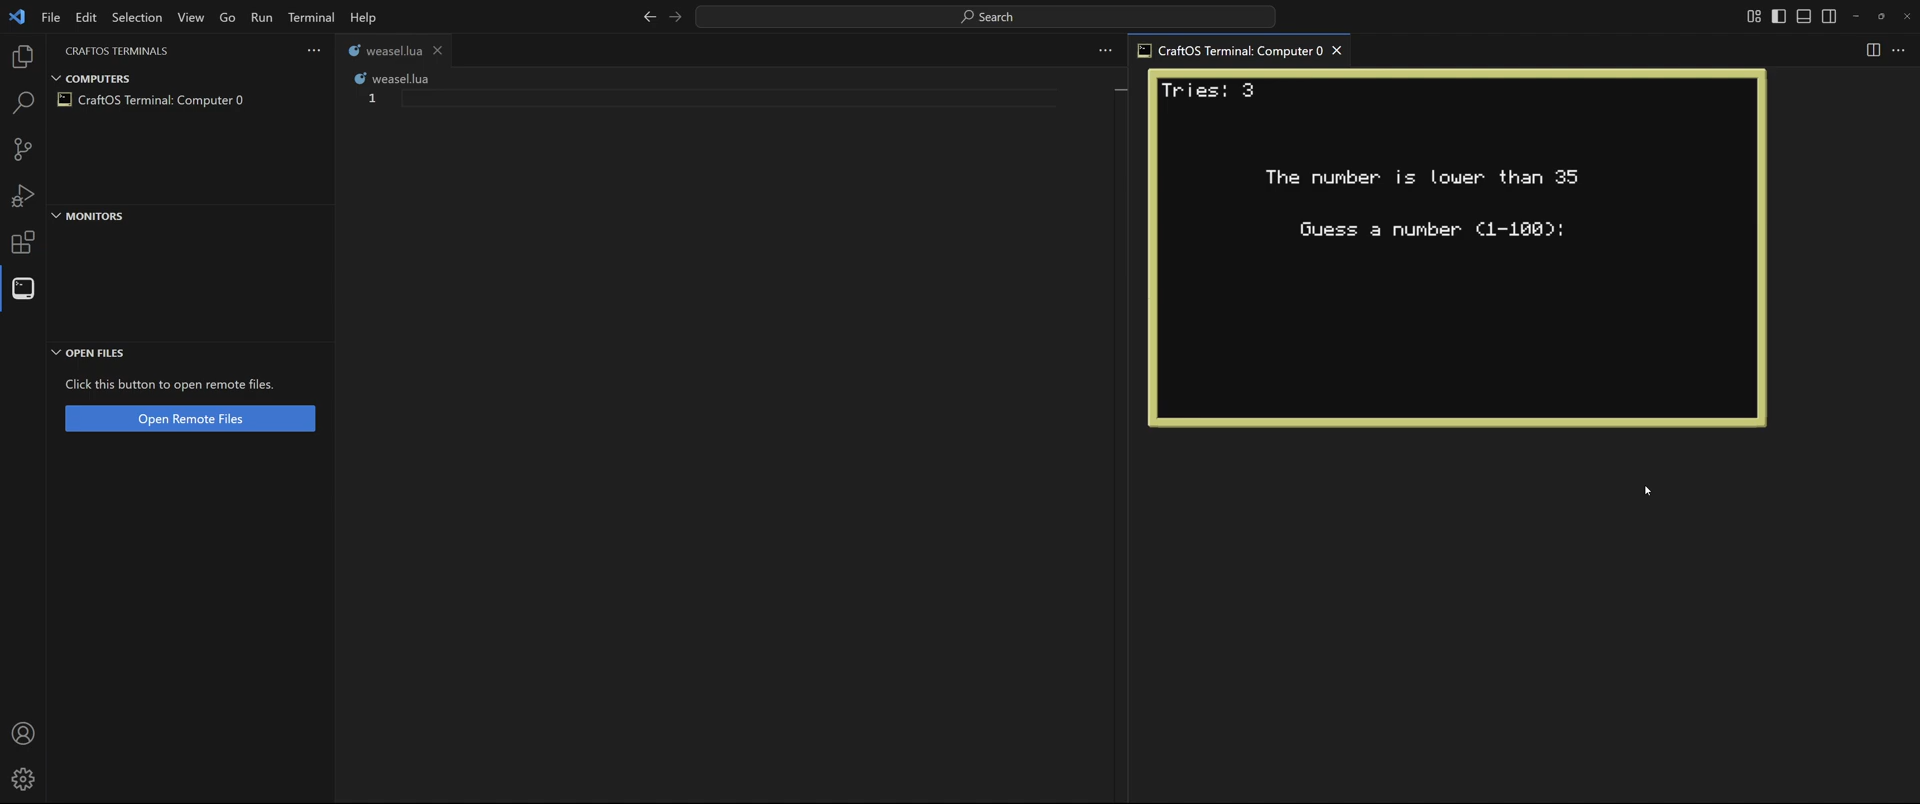 File Edit Selection View Go Run Terminal Help
Search
CRAFTOS TERMINALS
COMPUTERS
CraftOS Terminal: Computer 0
MONITORS
OPEN FILES
Click this button to open remote files.
Open Remote Files
weasel.lua
weasel.lua
1
CraftOS Terminal: Computer 0
Tries: 3
The number is lower than 35
Guess a number (1-100):